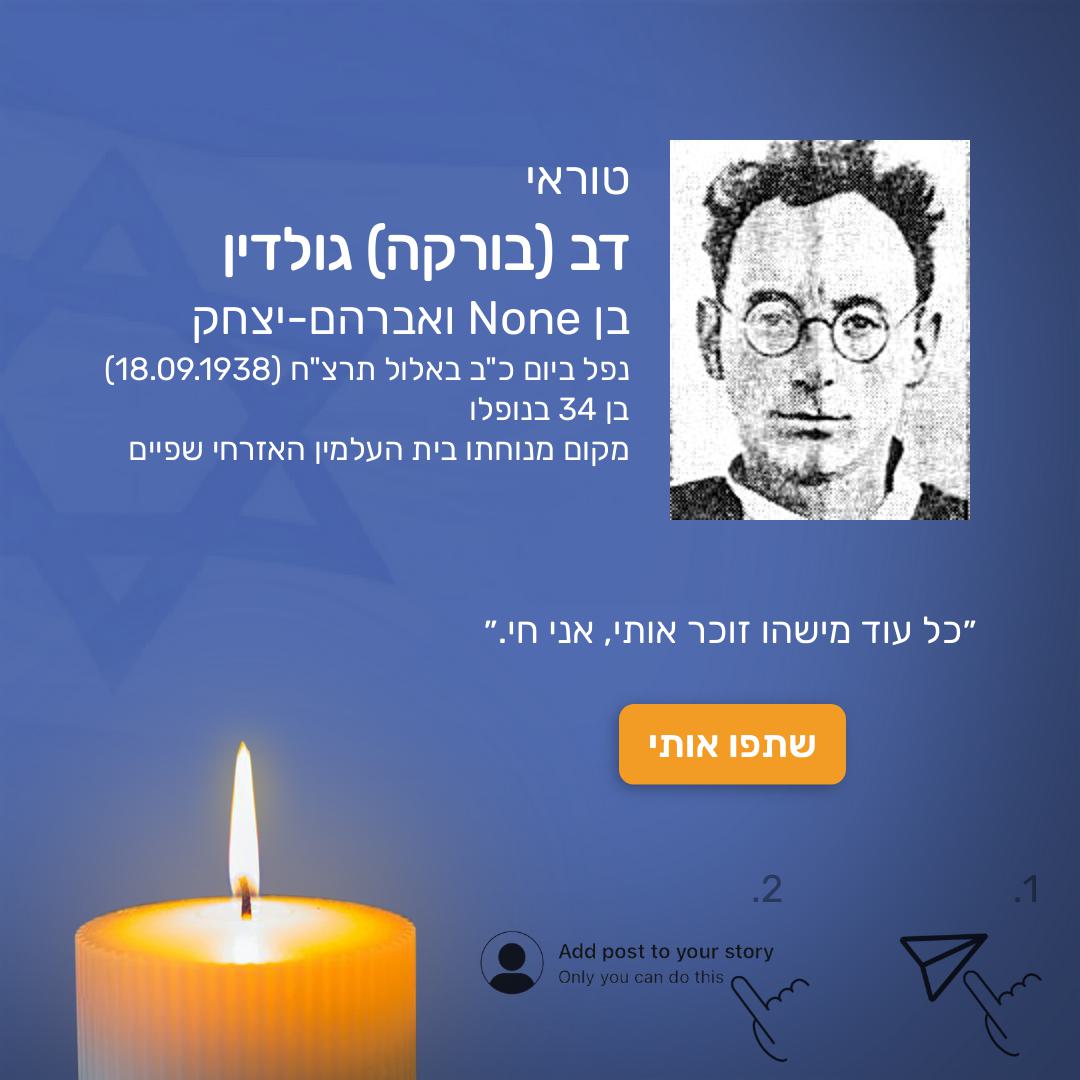 טוראי
דב (בורקה) גולדין
בן None ואברהם-יצחק
נפל ביום כ"ב באלול תרצ"ח (18.09.1938)
בן 34 בנופלו
מקום מנוחתו בית העלמין האזרחי שפיים
״כל עוד מישהו זוכר אותי, אני חי.״
שתפו אותי
1.
2.
Add post to your story
Only you can do this